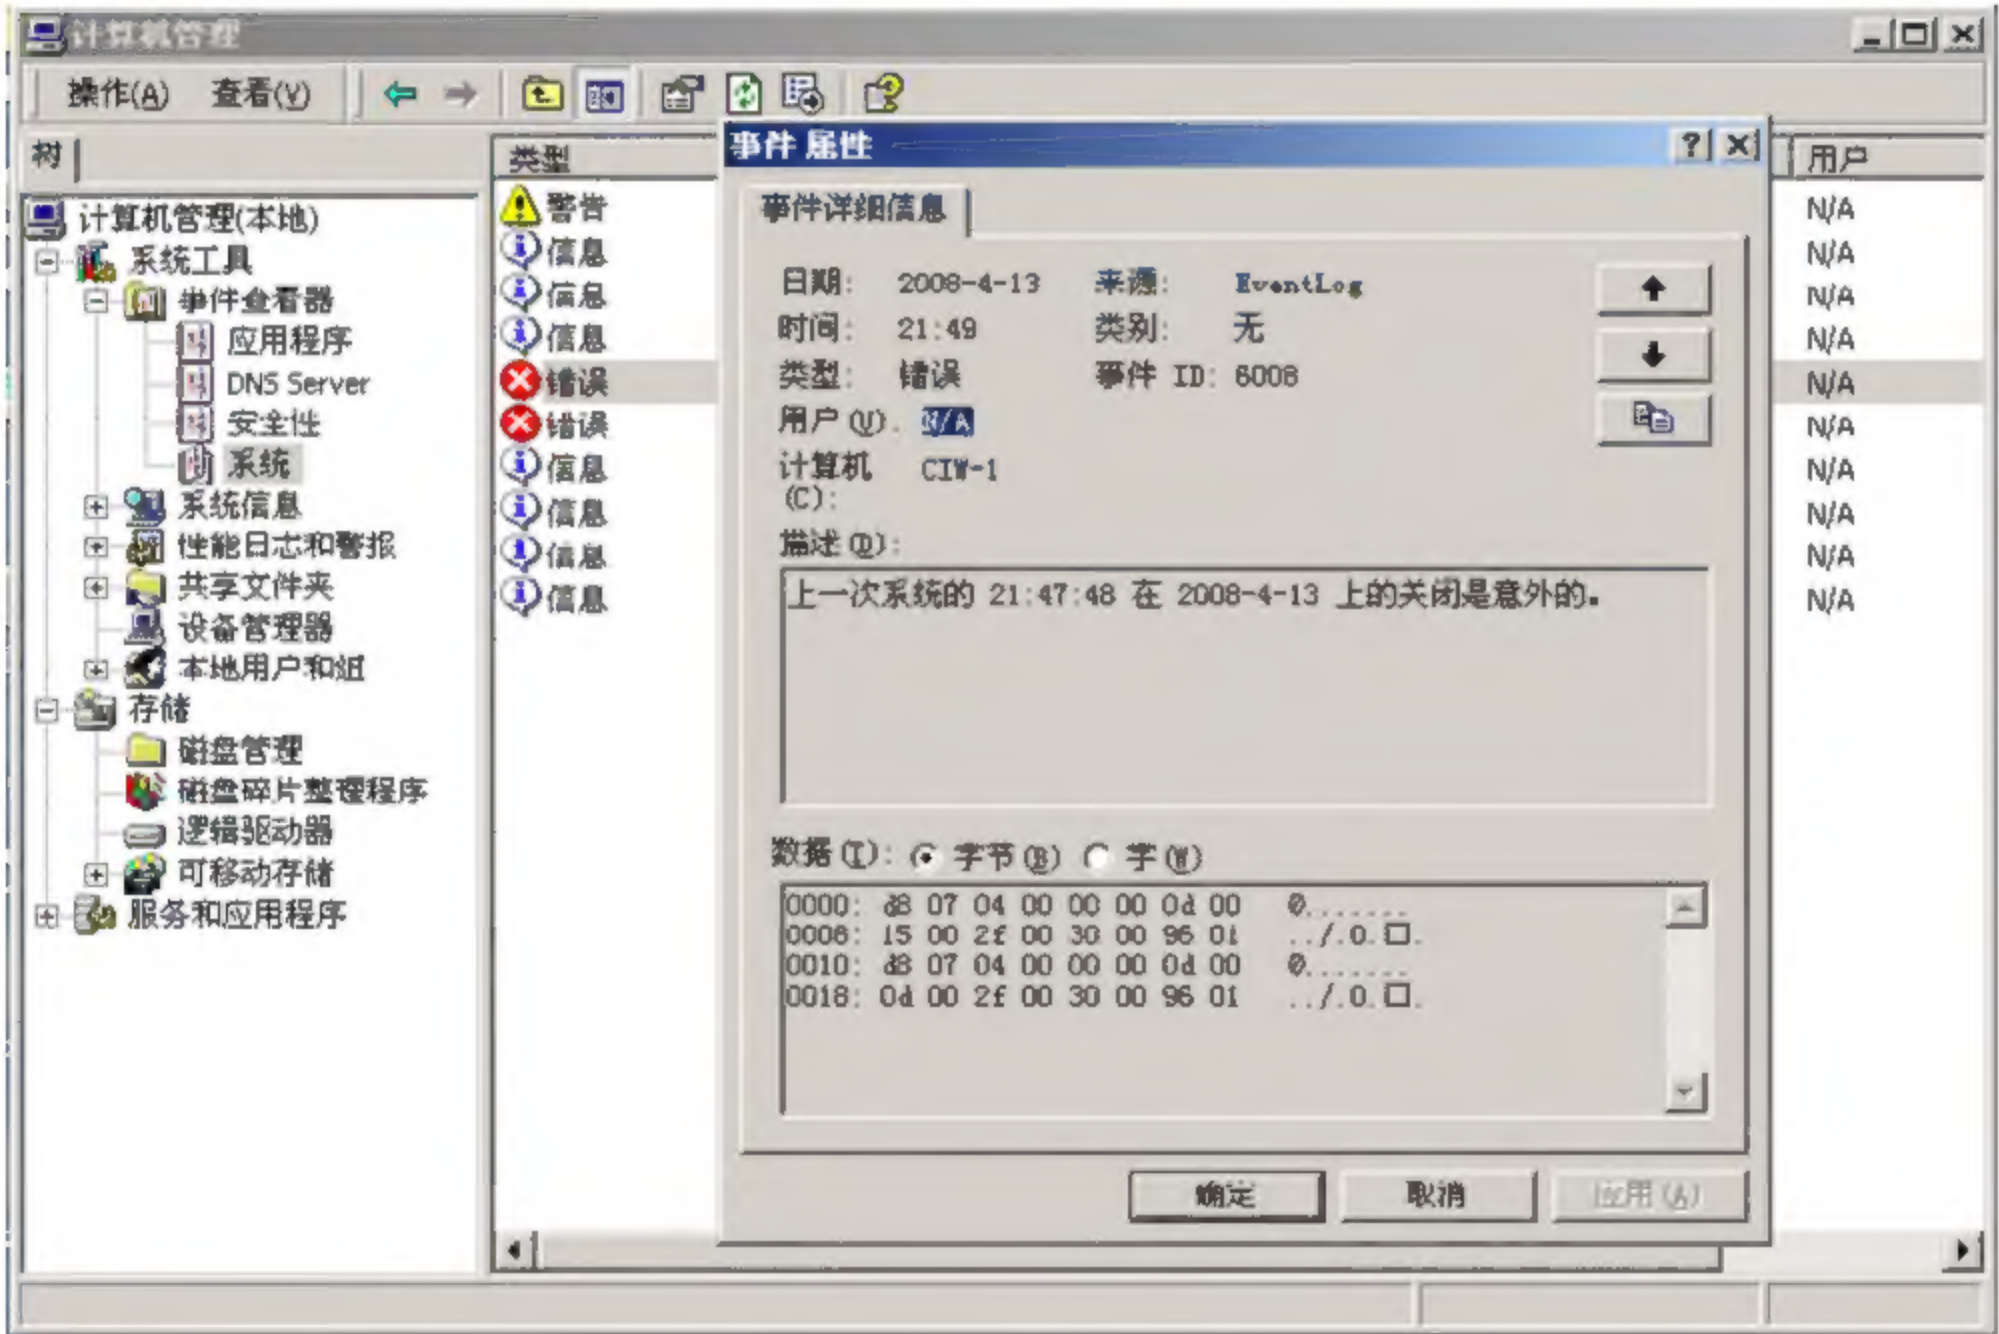 计算机管理
操作(A) 查看(V)
树
计算机管理(本地)
系统工具
事件查看器
应用程序
DNS Server
安全性
系统
系统信息
性能日志和警报
共享文件夹
设备管理器
本地用户和组
存储
磁盘管理
磁盘碎片整理程序
逻辑驱动器
可移动存储
服务和应用程序
类型
警告
信息
信息
信息
错误
错误
信息
信息
信息
信息
事件 属性
事件详细信息
日期: 2008-4-13 来源: EventLog
时间: 21:49 类别: 无
类型: 错误 事件 ID: 6008
用户(U): N/A
计算机 CIW-1
(C):
描述(D):
上一次系统的 21:47:48 在 2008-4-13 上的关闭是意外的。
数据(T): 字节(B) 字(W)
0000: d8 07 04 00 00 00 0d 00 Ø.......
0008: 15 00 2f 00 30 00 96 01 ../.0.□.
0010: d8 07 04 00 00 00 0d 00 Ø.......
0018: 0d 00 2f 00 30 00 96 01 ../.0.□.
确定 取消 应用(A)
用户
N/A
N/A
N/A
N/A
N/A
N/A
N/A
N/A
N/A
N/A